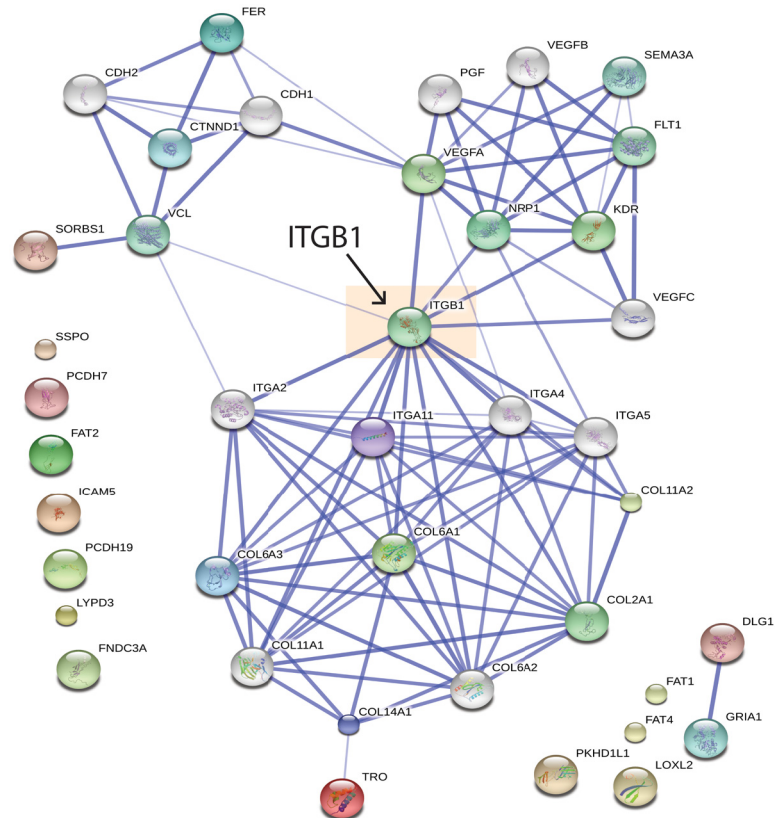 FER
VEGFB
SEMA3A
CDH2
PGF
CDH1
CTNND1
FLT1
VEGFA
VCL
NRP1
KDR
SORBS1
ITGB1
VEGFC
ITGB1
SSPO
PCDH7
ITGA2
ITGA4
ITGA11
ITGA5
FAT2
COL11A2
ICAM5
COL6A1
COL6A3
PCDH19
COL2A1
LYPD3
DLG1
FNDC3A
COL11A1
COL6A2
FAT1
COL14A1
FAT4
GRIA1
PKHD1L1
LOXL2
TRO